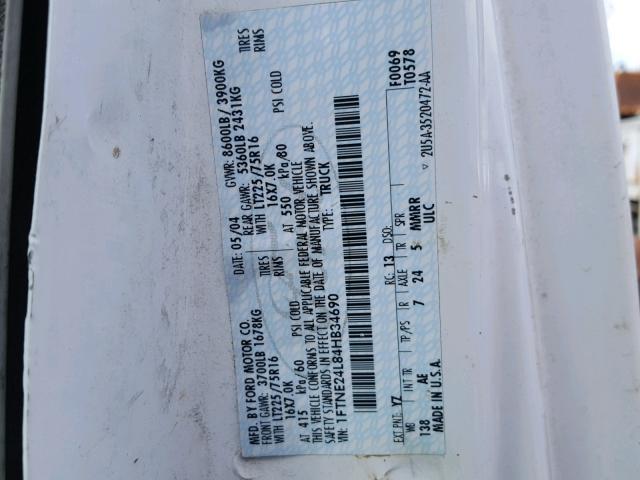 MFD. BY FORD MOTOR CO.
DATE: 05/04 GVWR: 8600LB/ 3900KG
FRONT GAWR: 3700LB 1678KG REAR GAWR: 5360LB 2431KG
WITH LT225/75R16 TIRES WITH LT225/75R16 TIRES
16X7.0K RIMS 16X7.0K RIMS
AT 415 kPa/60 PSI COLD AT 550 kPa/80 PSI COLD
THIS VEHICLE CONFORMS TO ALL APPLICABLE FEDERAL MOTOR VEHICLE
SAFETY STANDARDS IN EFFECT ON THE DATE OF MANUFACTURE SHOWN ABOVE.
VIN: 1FTNE24L84HB34690 TYPE: TRUCK
F0069
T0578
EXT PNT: YZ RC: 13 DSO:
WB INT TR TP/PS R AXLE TR SPR
138 AE 7 24 5 MMRR
MADE IN U.S.A. ULC
▽ 2U5A-3520472-AA